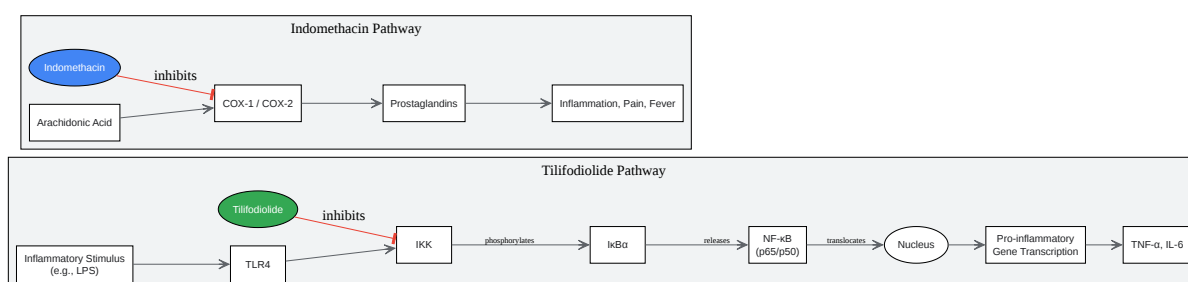 Indomethacin Pathway
Indomethacin
inhibits
COX-1 / COX-2
Prostaglandins
Inflammation, Pain, Fever
Arachidonic Acid
Tilifodiolide Pathway
Tilifodiolide
inhibits
Inflammatory Stimulus
(e.g., LPS)
TLR4
IKK
phosphorylates
IκBα
releases
NF-κB
(p65/p50)
translocates
Nucleus
Pro-inflammatory
Gene Transcription
TNF-α, IL-6